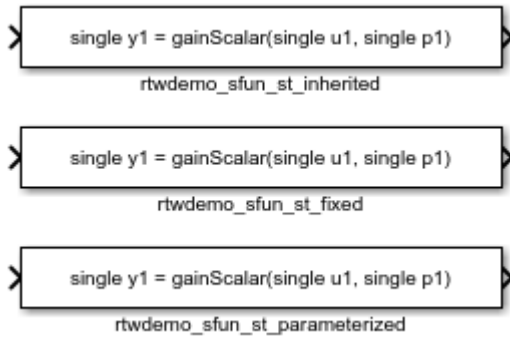 single y1 = gainScalar(single u1, single p1)
rtwdemo_sfun_st_inherited
single y1 = gainScalar(single u1, single p1)
rtwdemo_sfun_st_fixed
single y1 = gainScalar(single u1, single p1)
rtwdemo_sfun_st_parameterized